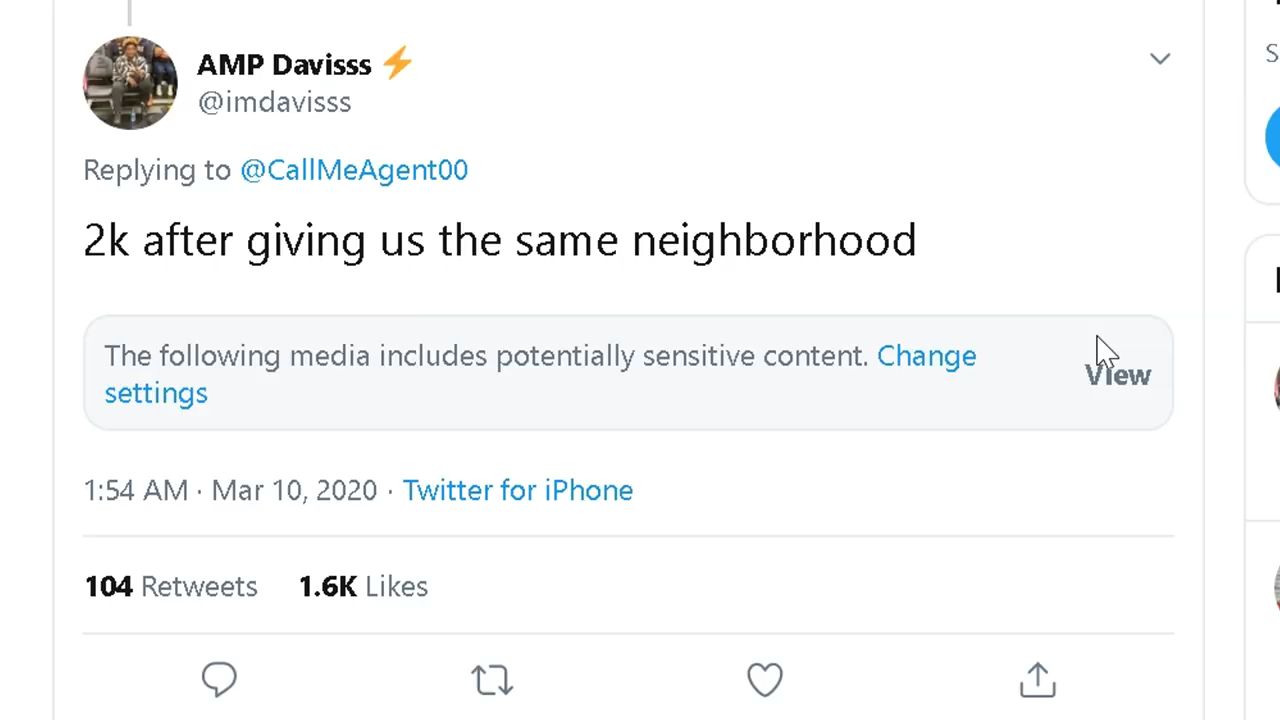 AMP Davisss ⚡
@imdavisss
Replying to @CallMeAgent00
2k after giving us the same neighborhood
The following media includes potentially sensitive content. Change
settings
View
1:54 AM · Mar 10, 2020 · Twitter for iPhone
104 Retweets 1.6K Likes
S